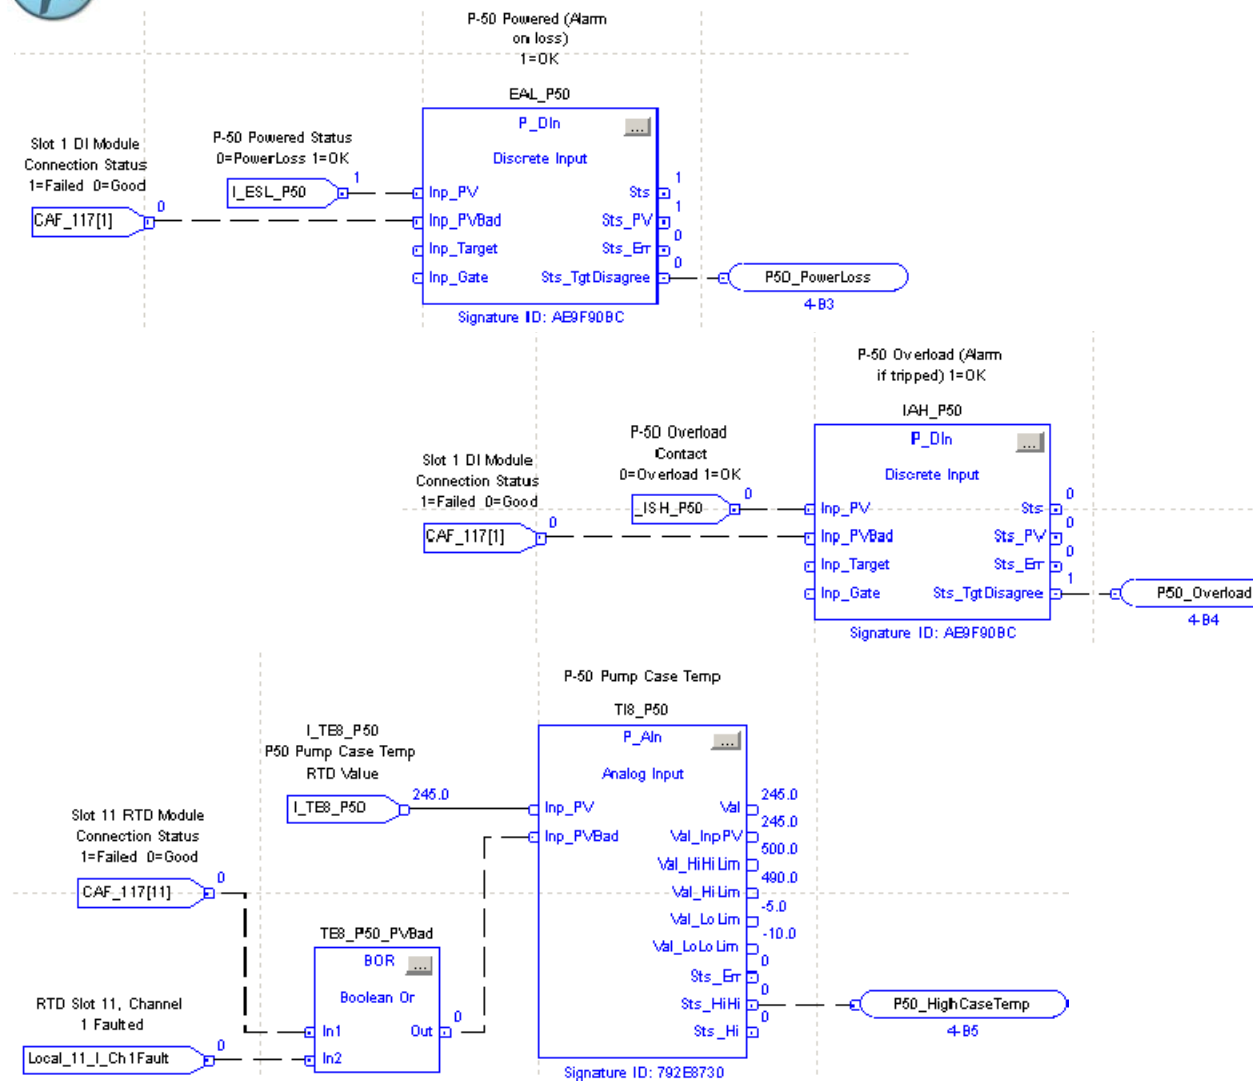 P-50 Powered (Alarm
on loss)
1=OK
EAL_P50
P_DIn
...
Discrete Input
Slot 1 DI Module
Connection Status
1=Failed 0=Good
P-50 Powered Status
0=PowerLoss 1=OK
I_ESL_P50
1
CAF_117[1]
0
Inp_PV
Inp_PVBad
Inp_Target
Inp_Gate
Sts
1
Sts_PV
1
Sts_Err
0
Sts_TgtDisagree
0
P50_PowerLoss
4-B3
Signature ID: AE9F90BC
P-50 Overload (Alarm
if tripped) 1=OK
IAH_P50
P_DIn
...
Discrete Input
P-50 Overload
Contact
0=Overload 1=OK
Slot 1 DI Module
Connection Status
1=Failed 0=Good
_ISH_P50
0
CAF_117[1]
0
Inp_PV
Inp_PVBad
Inp_Target
Inp_Gate
Sts
0
Sts_PV
0
Sts_Err
0
Sts_TgtDisagree
1
P50_Overload
4-B4
Signature ID: AE9F90BC
P-50 Pump Case Temp
TI8_P50
P_AIn
...
Analog Input
I_TE8_P50
P50 Pump Case Temp
RTD Value
I_TE8_P50
245.0
Slot 11 RTD Module
Connection Status
1=Failed 0=Good
CAF_117[11]
0
Inp_PV
Inp_PVBad
Val
245.0
Val_InpPV
245.0
Val_HiHiLim
500.0
Val_HiLim
490.0
Val_LoLim
-5.0
Val_LoLoLim
-10.0
Sts_Err
0
Sts_HiHi
0
Sts_Hi
0
P50_HighCaseTemp
4-B5
TE8_P50_PVBad
BOR
...
Boolean Or
In1
In2
Out
0
RTD Slot 11, Channel
1 Faulted
Local_11_I_Ch1Fault
0
Signature ID: 792E8730